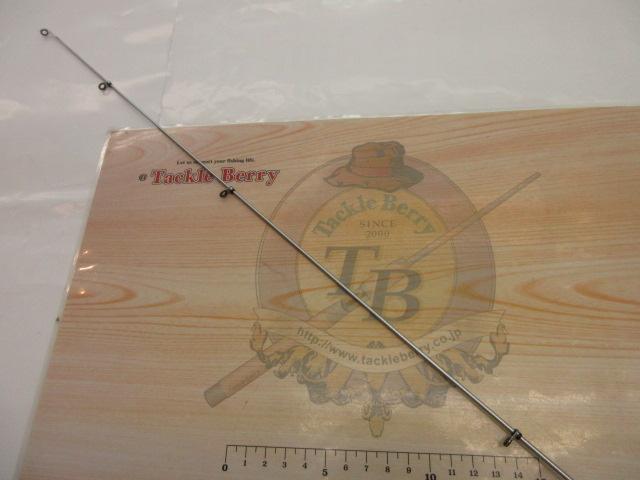 Let us support your fishing life.
@ Tackle Berry
Tackle Berry
SINCE
2000
TB
http://www.tackleberry.co.jp
0 1 2 3 4 5 6 7 8 9 10 11 12 13 14 15